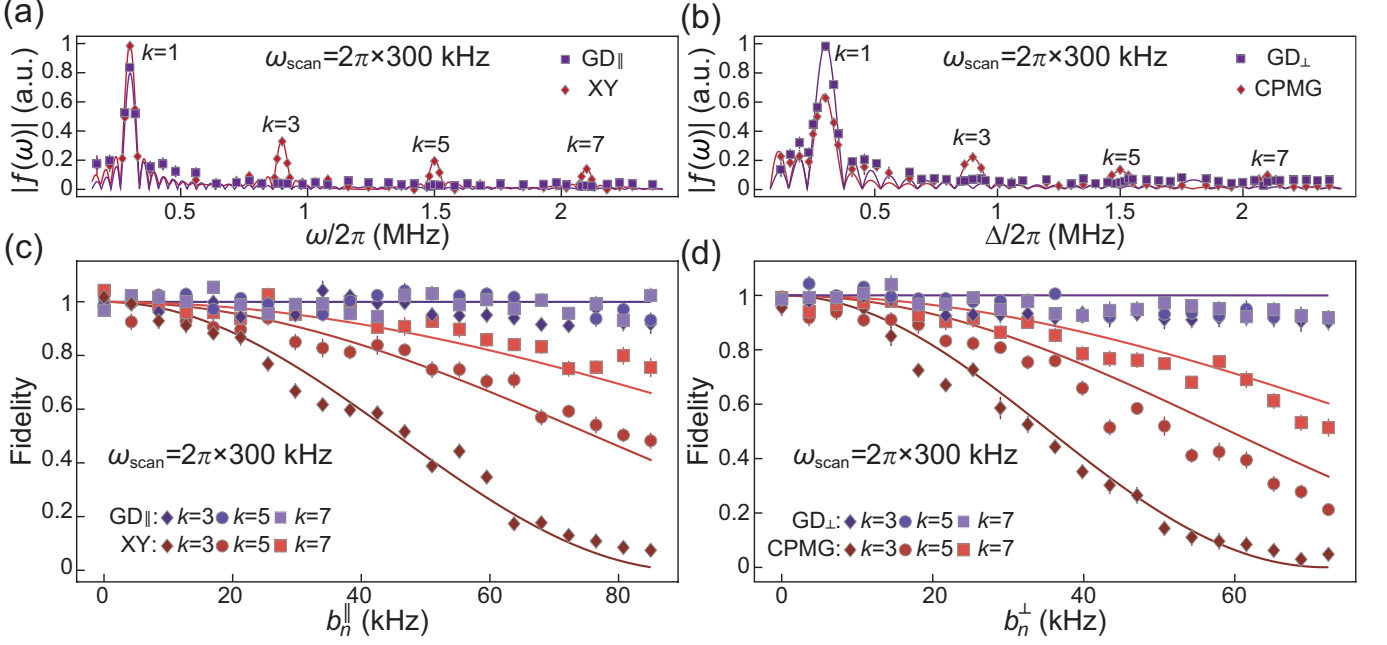 (a)
|f(ω)| (a.u.)
1
0.8
0.6
0.4
0.2
0
k=1
ω_scan=2π×300 kHz
GD∥
XY
k=3
k=5
k=7
0.5
1
1.5
2
ω/2π (MHz)
(b)
|f(ω)| (a.u.)
1
0.8
0.6
0.4
0.2
0
k=1
ω_scan=2π×300 kHz
GD⊥
CPMG
k=3
k=5
k=7
0.5
1
1.5
2
Δ/2π (MHz)
(c)
Fidelity
1
0.8
0.6
0.4
0.2
0
ω_scan=2π×300 kHz
GD∥: k=3 k=5 k=7
XY: k=3 k=5 k=7
0 20 40 60 80
b_n^∥ (kHz)
(d)
Fidelity
1
0.8
0.6
0.4
0.2
0
ω_scan=2π×300 kHz
GD⊥: k=3 k=5 k=7
CPMG: k=3 k=5 k=7
0 20 40 60
b_n^⊥ (kHz)